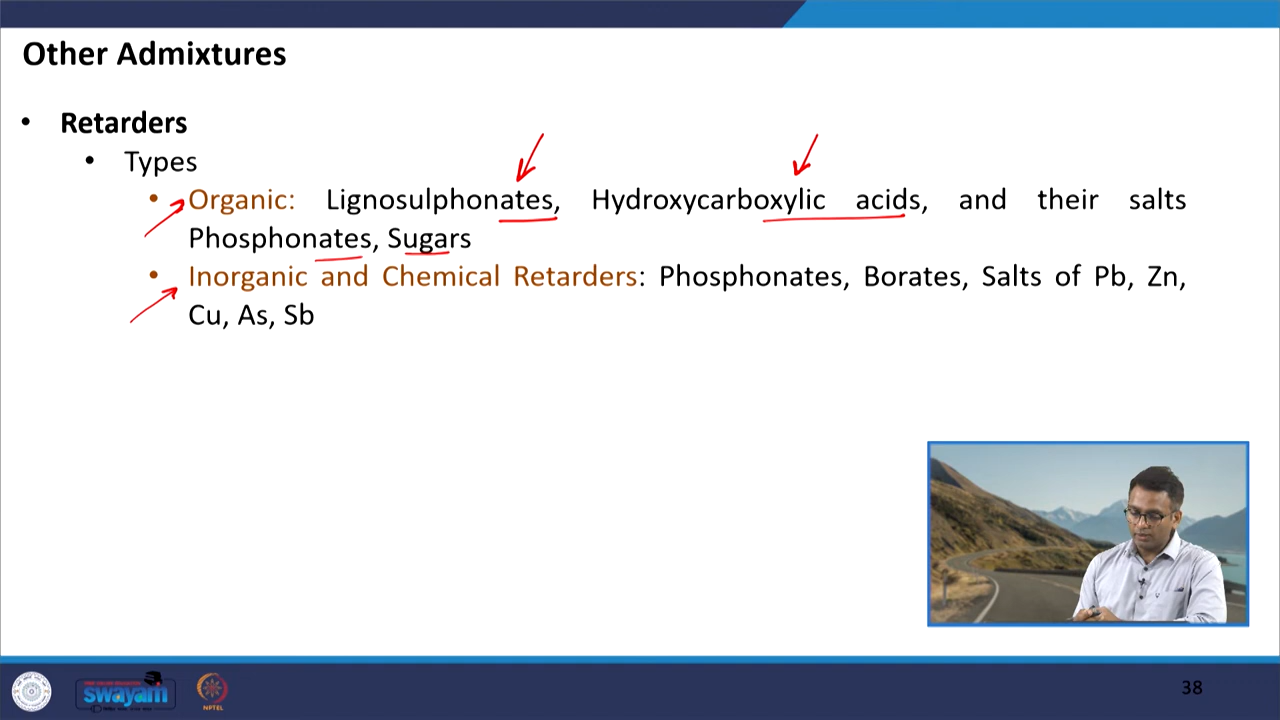 Other Admixtures
• Retarders
• Types
• Organic: Lignosulphonates, Hydroxycarboxylic acids, and their salts
Phosphonates, Sugars
• Inorganic and Chemical Retarders: Phosphonates, Borates, Salts of Pb, Zn,
Cu, As, Sb
swayam
NPTEL
38